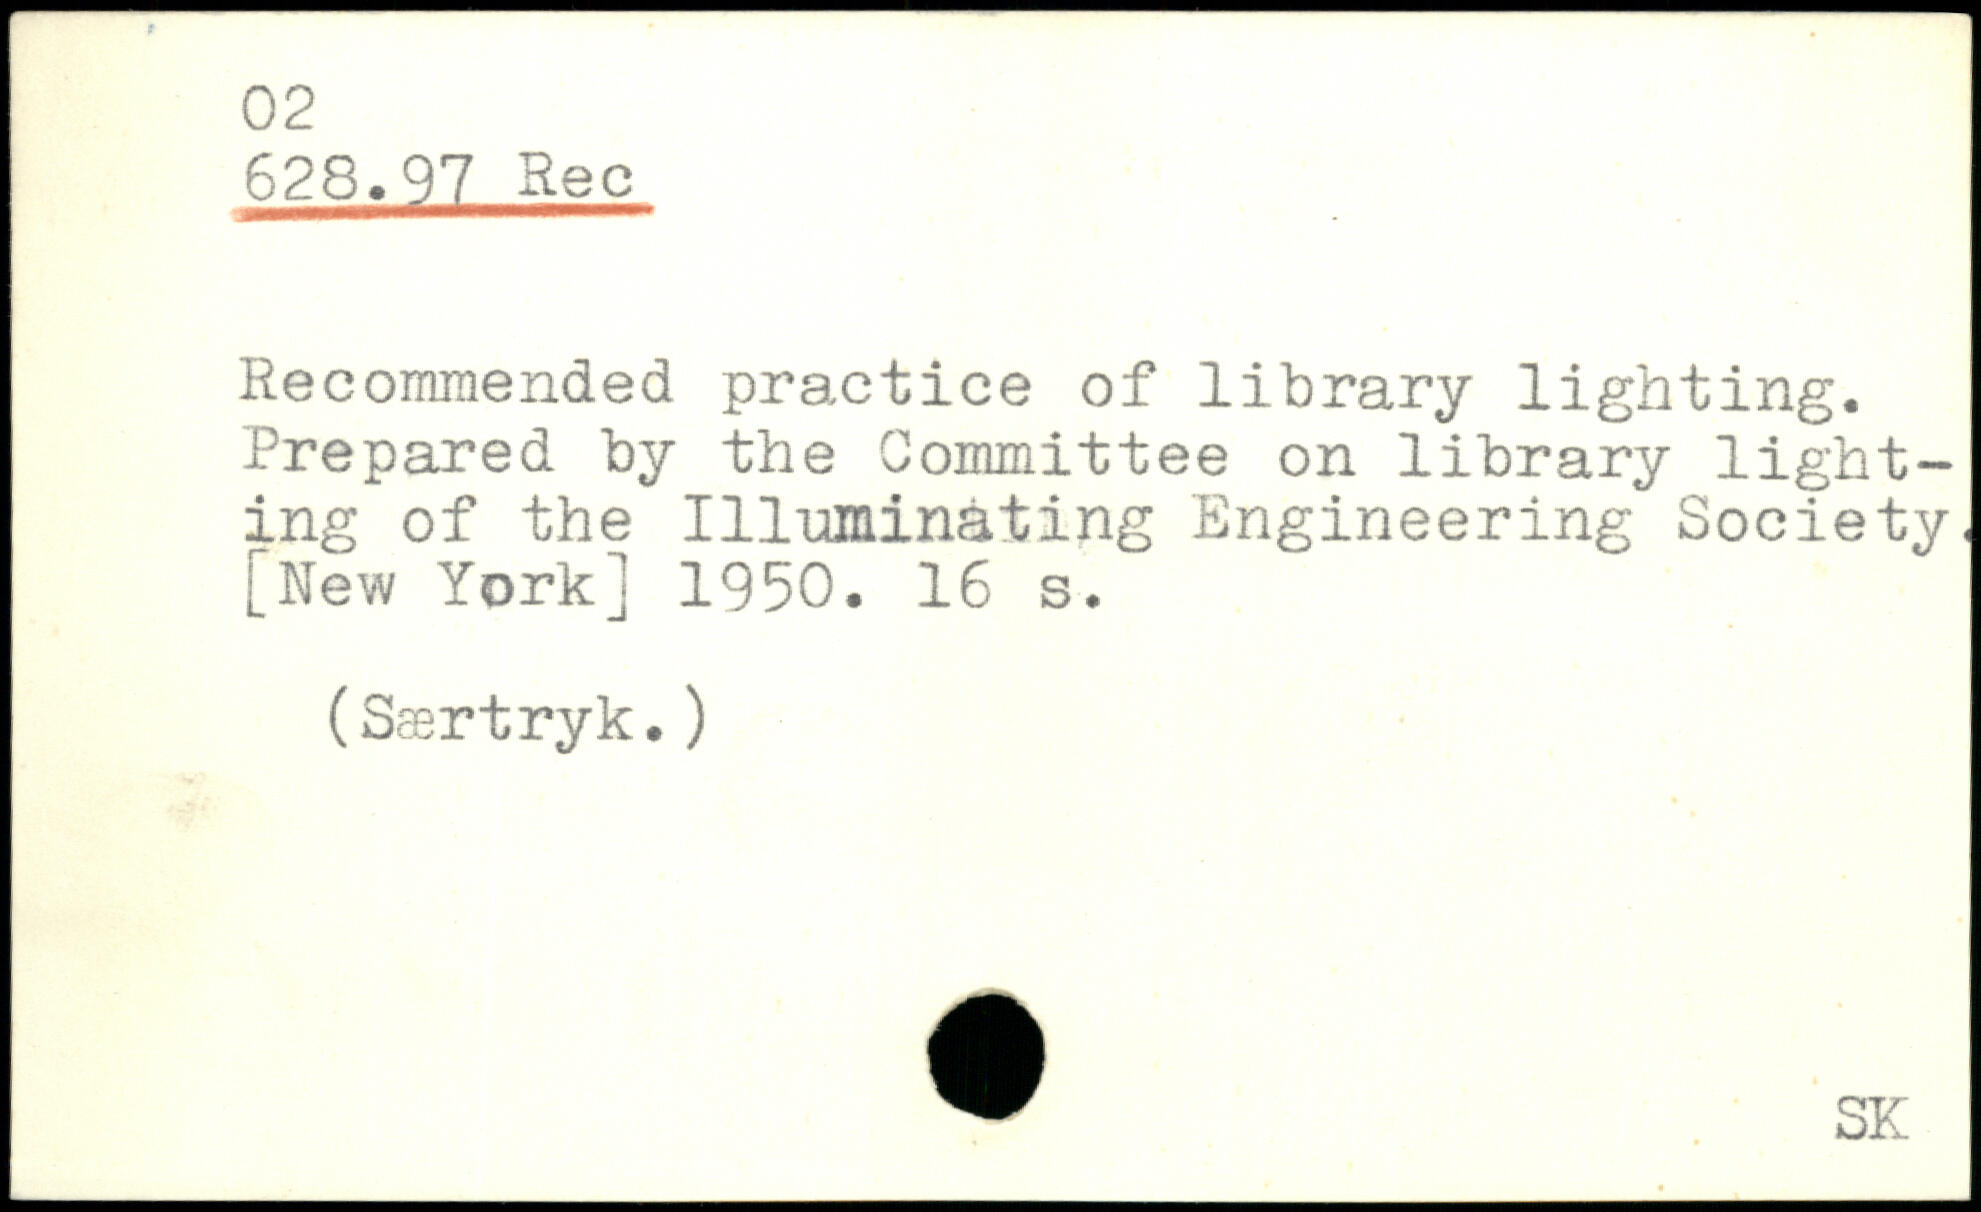 02
628.97 Rec
Recommended practice of library lighting.
Prepared by the Committee on library light-
ing of the Illuminating Engineering Society.
[New York] 1950. 16 s.
(Særtryk.)
SK